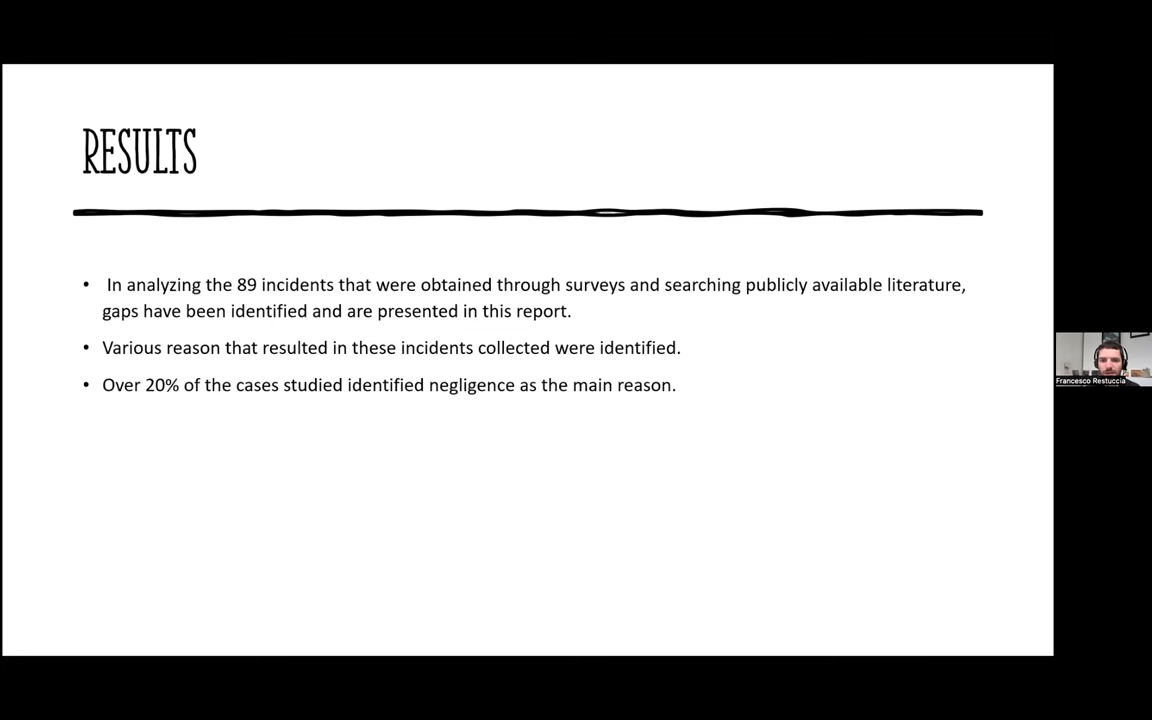 RESULTS
• In analyzing the 89 incidents that were obtained through surveys and searching publicly available literature,
gaps have been identified and are presented in this report.
• Various reason that resulted in these incidents collected were identified.
• Over 20% of the cases studied identified negligence as the main reason.
Francesco Restuccia